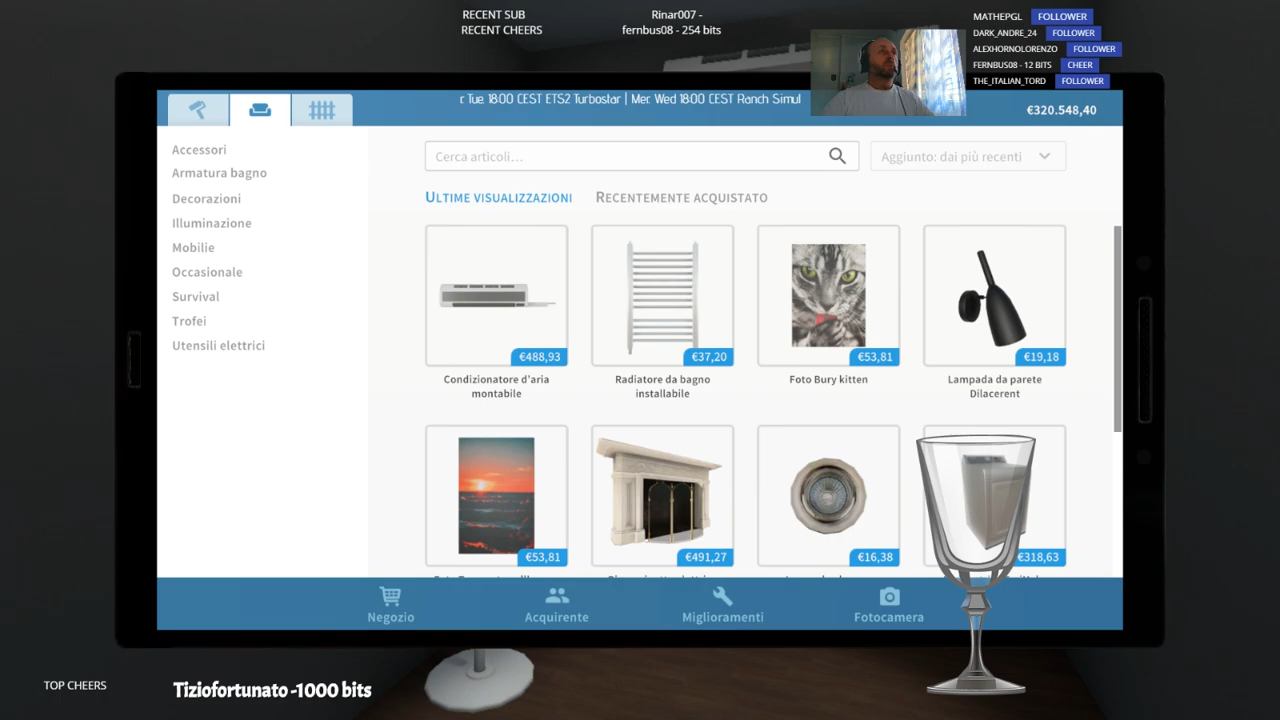 RECENT SUB
Rinar007 -
RECENT CHEERS
fernbus08 - 254 bits
MATHEPGL FOLLOWER
DARK_ANDRE_24 FOLLOWER
ALEXHORNOLORENZO FOLLOWER
FERNBUS08 - 12 BITS CHEER
THE_ITALIAN_TORD FOLLOWER
Tue. 18:00 CEST ETS2 Turbostar | Mer. Wed 18:00 CEST Ranch Simul
€320.548,40
Accessori
Armatura bagno
Decorazioni
Illuminazione
Mobilie
Occasionale
Survival
Trofei
Utensili elettrici
Cerca articoli...
Aggiunto: dai più recenti
ULTIME VISUALIZZAZIONI
RECENTEMENTE ACQUISTATO
€488,93
€37,20
€53,81
€19,18
Condizionatore d'aria
montabile
Radiatore da bagno
installabile
Foto Bury kitten
Lampada da parete
Dilacerent
€53,81
€491,27
€16,38
€318,63
Negozio
Acquirente
Miglioramenti
Fotocamera
TOP CHEERS
Tiziofortunato -1000 bits